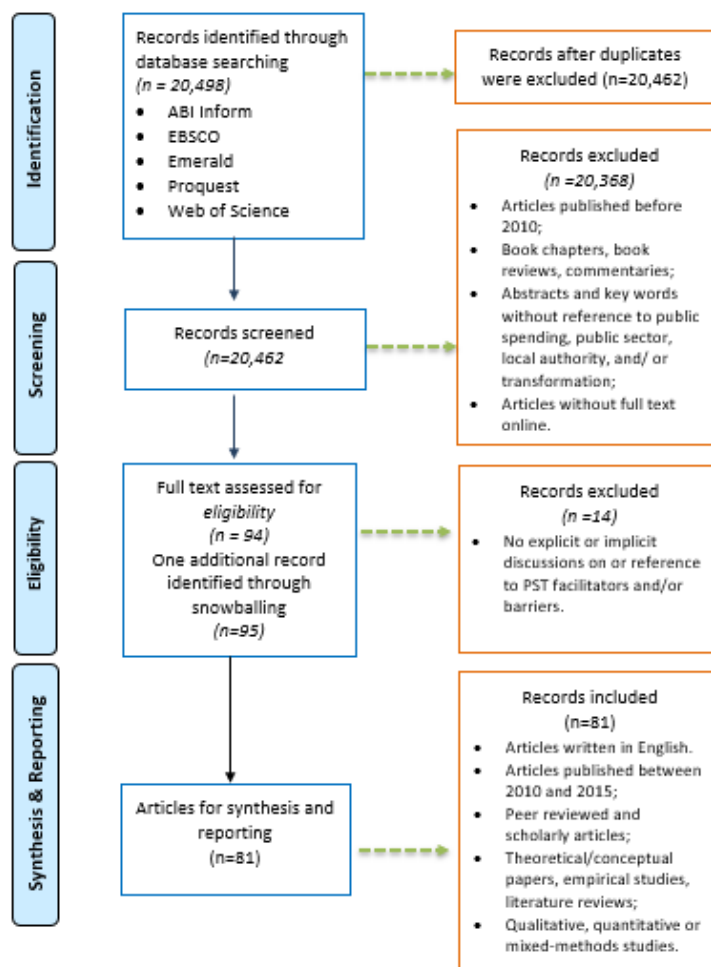 Identification
Records identified through
database searching
(n = 20,498)
• ABI Inform
• EBSCO
• Emerald
• Proquest
• Web of Science
Records after duplicates
were excluded (n=20,462)
Records excluded
(n =20,368)
• Articles published before
2010;
• Book chapters, book
reviews, commentaries;
• Abstracts and key words
without reference to public
spending, public sector,
local authority, and/ or
transformation;
• Articles without full text
online.
Screening
Records screened
(n=20,462
Eligibility
Full text assessed for
eligibility
(n = 94)
One additional record
identified through
snowballing
(n=95)
Records excluded
(n =14)
• No explicit or implicit
discussions on or reference
to PST facilitators and/or
barriers.
Synthesis & Reporting
Articles for synthesis and
reporting
(n=81)
Records included
(n=81)
• Articles written in English.
• Articles published between
2010 and 2015;
• Peer reviewed and
scholarly articles;
• Theoretical/conceptual
papers, empirical studies,
literature reviews;
• Qualitative, quantitative or
mixed-methods studies.